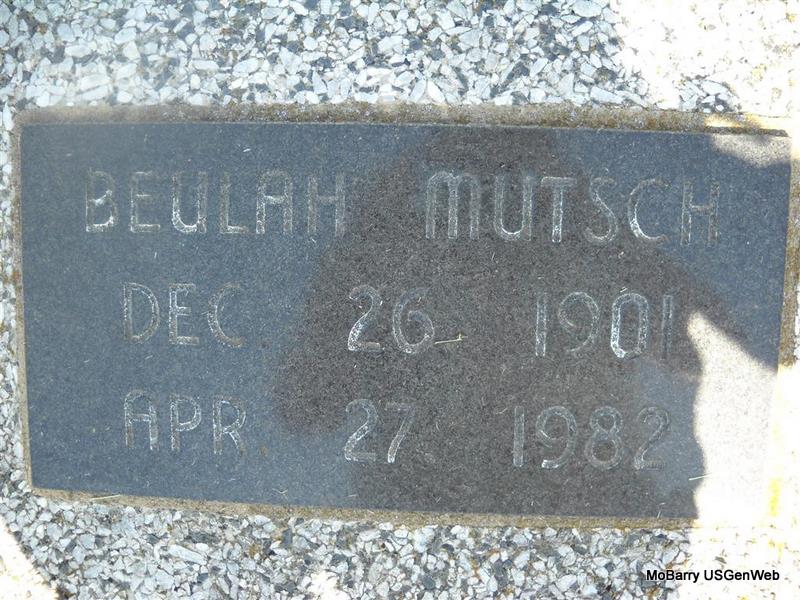 BEULAH MUTSCH
DEC 26 1901
APR. 27 1982
MoBarry USGenWeb